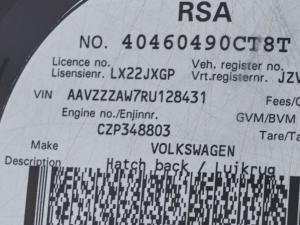 RSA
NO. 40460490CT8T
Licence no. Veh. register no.
Lisensienr. LX22JXGP Vrt.registernr. JZV
VIN AAVZZZAW7RU128431 Fees/G
Engine no./Enjinnr. GVM/BVM
CZP348803 Tare/Ta
Make VOLKSWAGEN
Hatch back / Luikrug